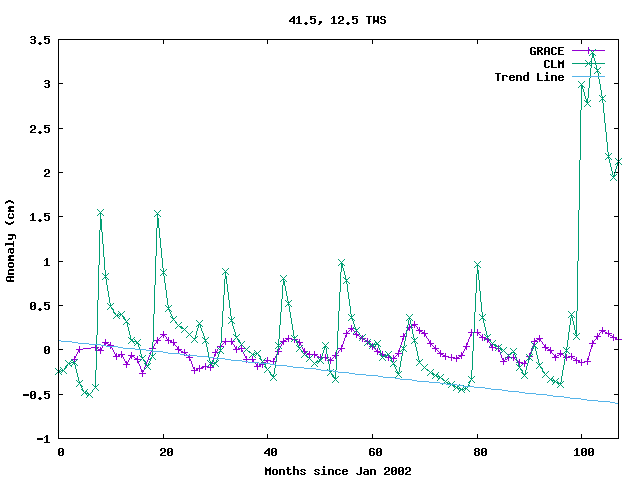 41.5, 12.5 TWS
GRACE
CLM
Trend Line
Anomaly (cm)
3.5
3
2.5
2
1.5
1
0.5
0
-0.5
-1
0 20 40 60 80 100
Months since Jan 2002